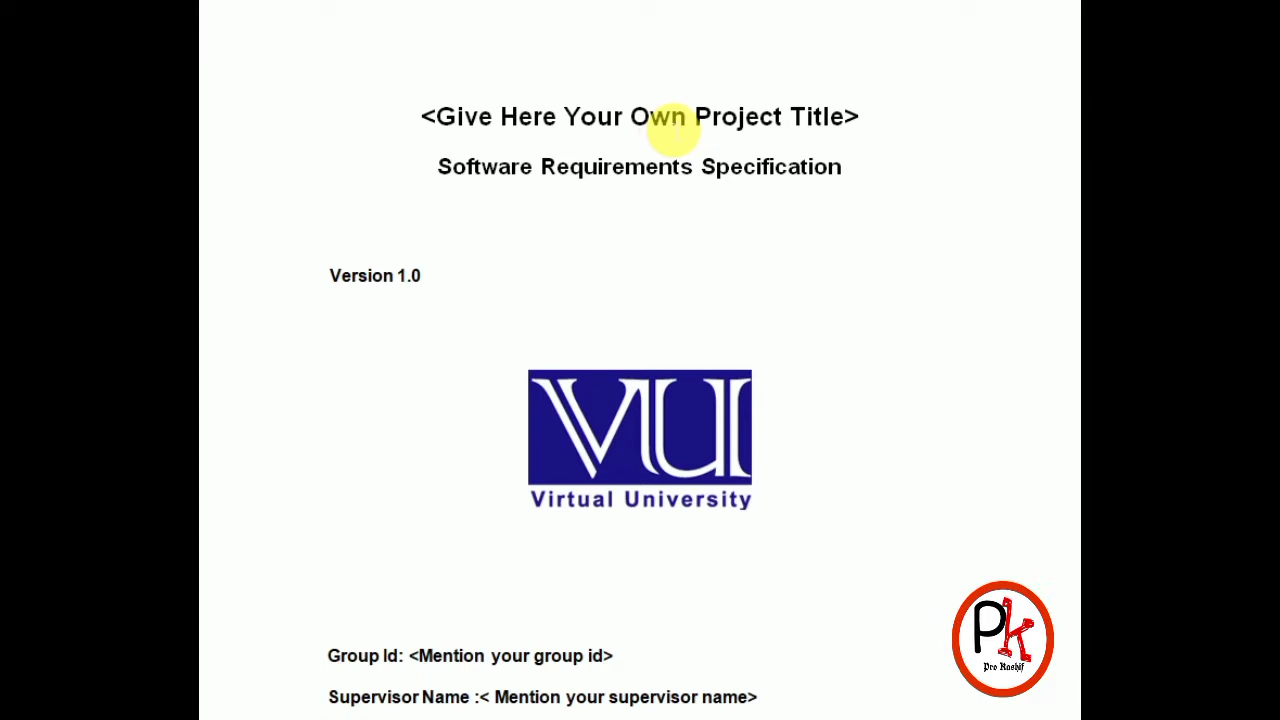 <Give Here Your Own Project Title>
Software Requirements Specification
Version 1.0
VU
Virtual University
Pk
Pro Kashif
Group Id: <Mention your group id>
Supervisor Name :< Mention your supervisor name>